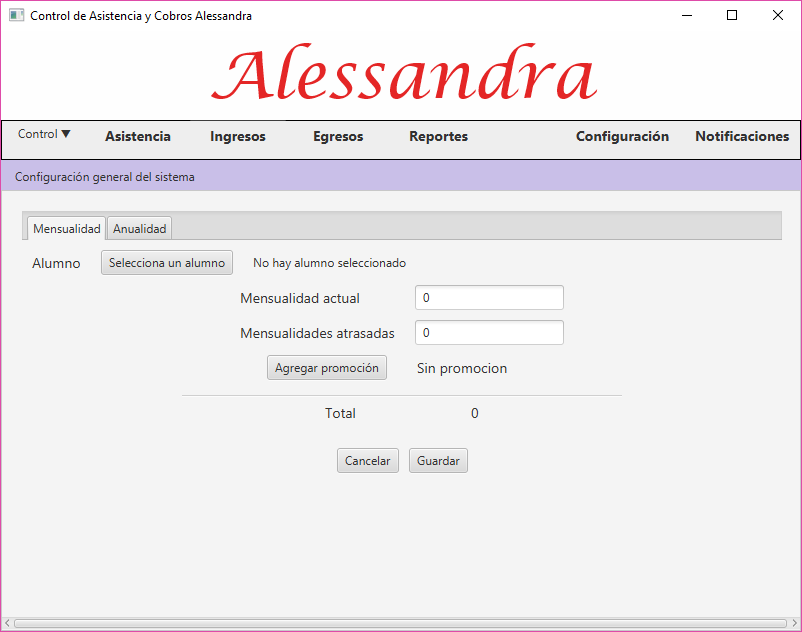 Control de Asistencia y Cobros Alessandra
Alessandra
Control ▼ Asistencia Ingresos Egresos Reportes Configuración Notificaciones
Configuración general del sistema
Mensualidad Anualidad
Alumno Selecciona un alumno No hay alumno seleccionado
Mensualidad actual 0
Mensualidades atrasadas 0
Agregar promoción Sin promocion
Total 0
Cancelar Guardar